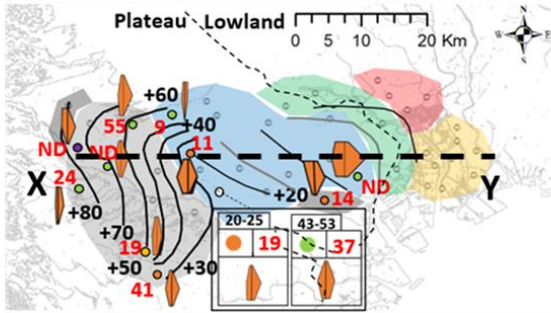 Plateau Lowland
0 5 10 20 Km
N
W E
S
+60
55 9 +40
ND ND 11
X 24 ND Y
+80 +20 14
+70
19
+50 +30
41
20-25 43-53
19 37